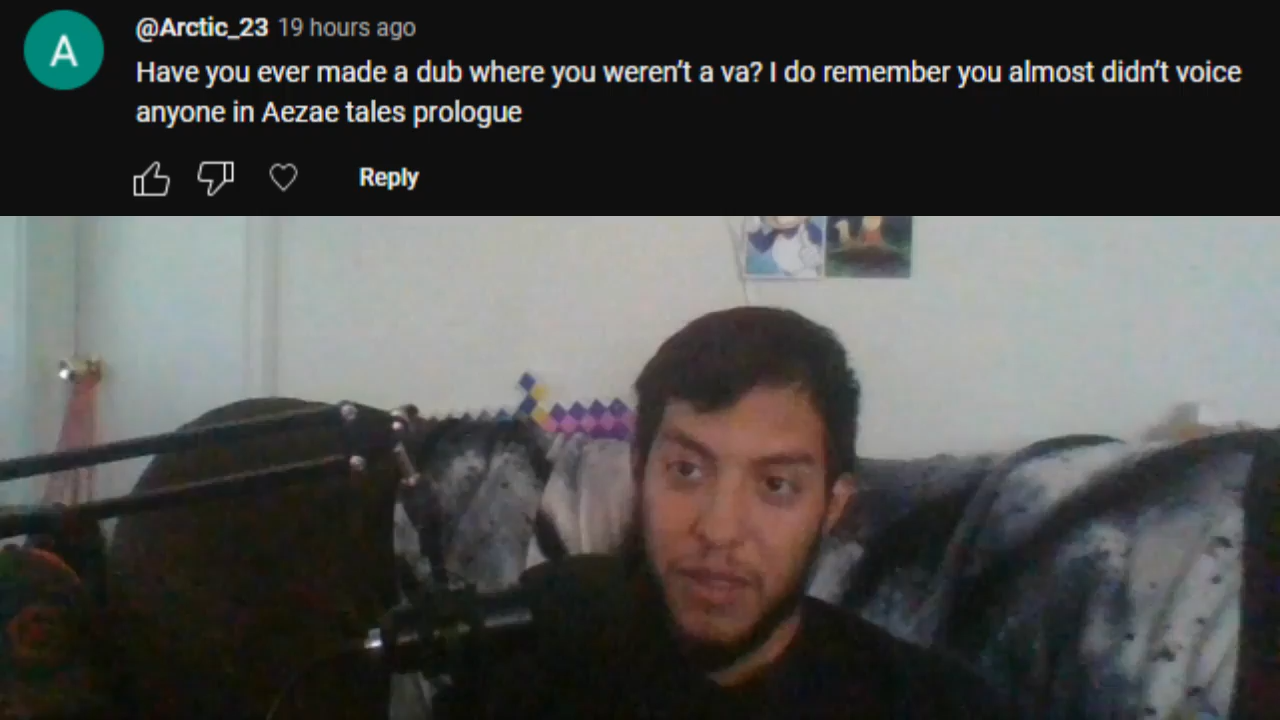 A
@Arctic_23 19 hours ago
Have you ever made a dub where you weren't a va? I do remember you almost didn't voice
anyone in Aezae tales prologue
Reply